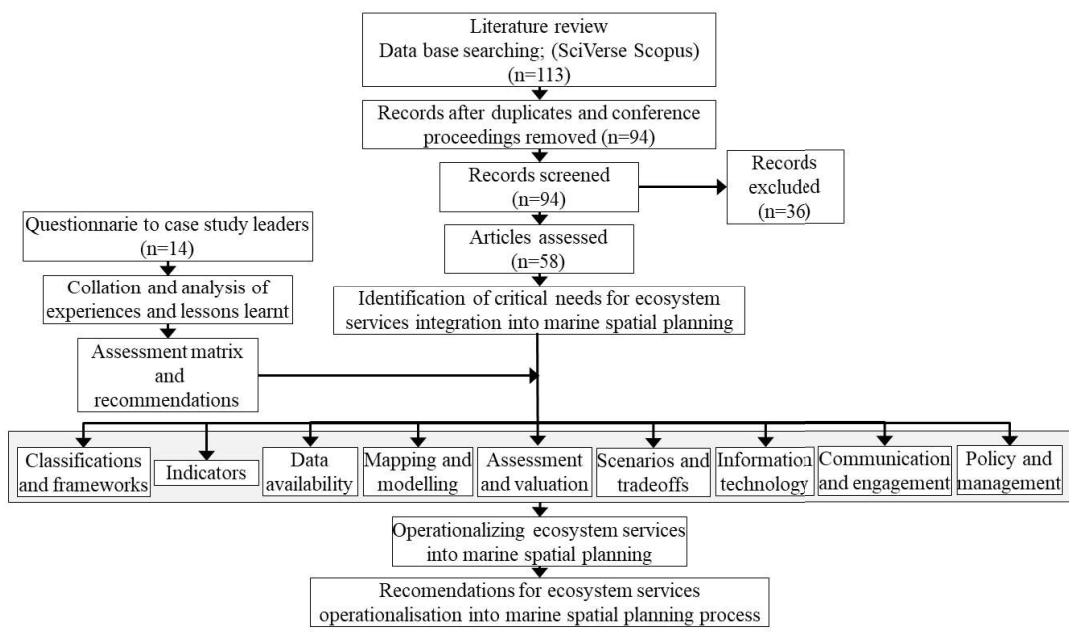 Literature review
Data base searching; (SciVerse Scopus)
(n=113)
Records after duplicates and conference
proceedings removed (n=94)
Records screened
(n=94)
Records
excluded
(n=36)
Articles assessed
(n=58)
Questionnarie to case study leaders
(n=14)
Collation and analysis of
experiences and lessons learnt
Assessment matrix
and
recommendations
Identification of critical needs for ecosystem
services integration into marine spatial planning
Classifications
and frameworks
Indicators
Data
availability
Mapping and
modelling
Assessment
and valuation
Scenarios and
tradeoffs
Information
technology
Communication
and engagement
Policy and
management
Operationalizing ecosystem services
into marine spatial planning
Recomendations for ecosystem services
operationalisation into marine spatial planning process